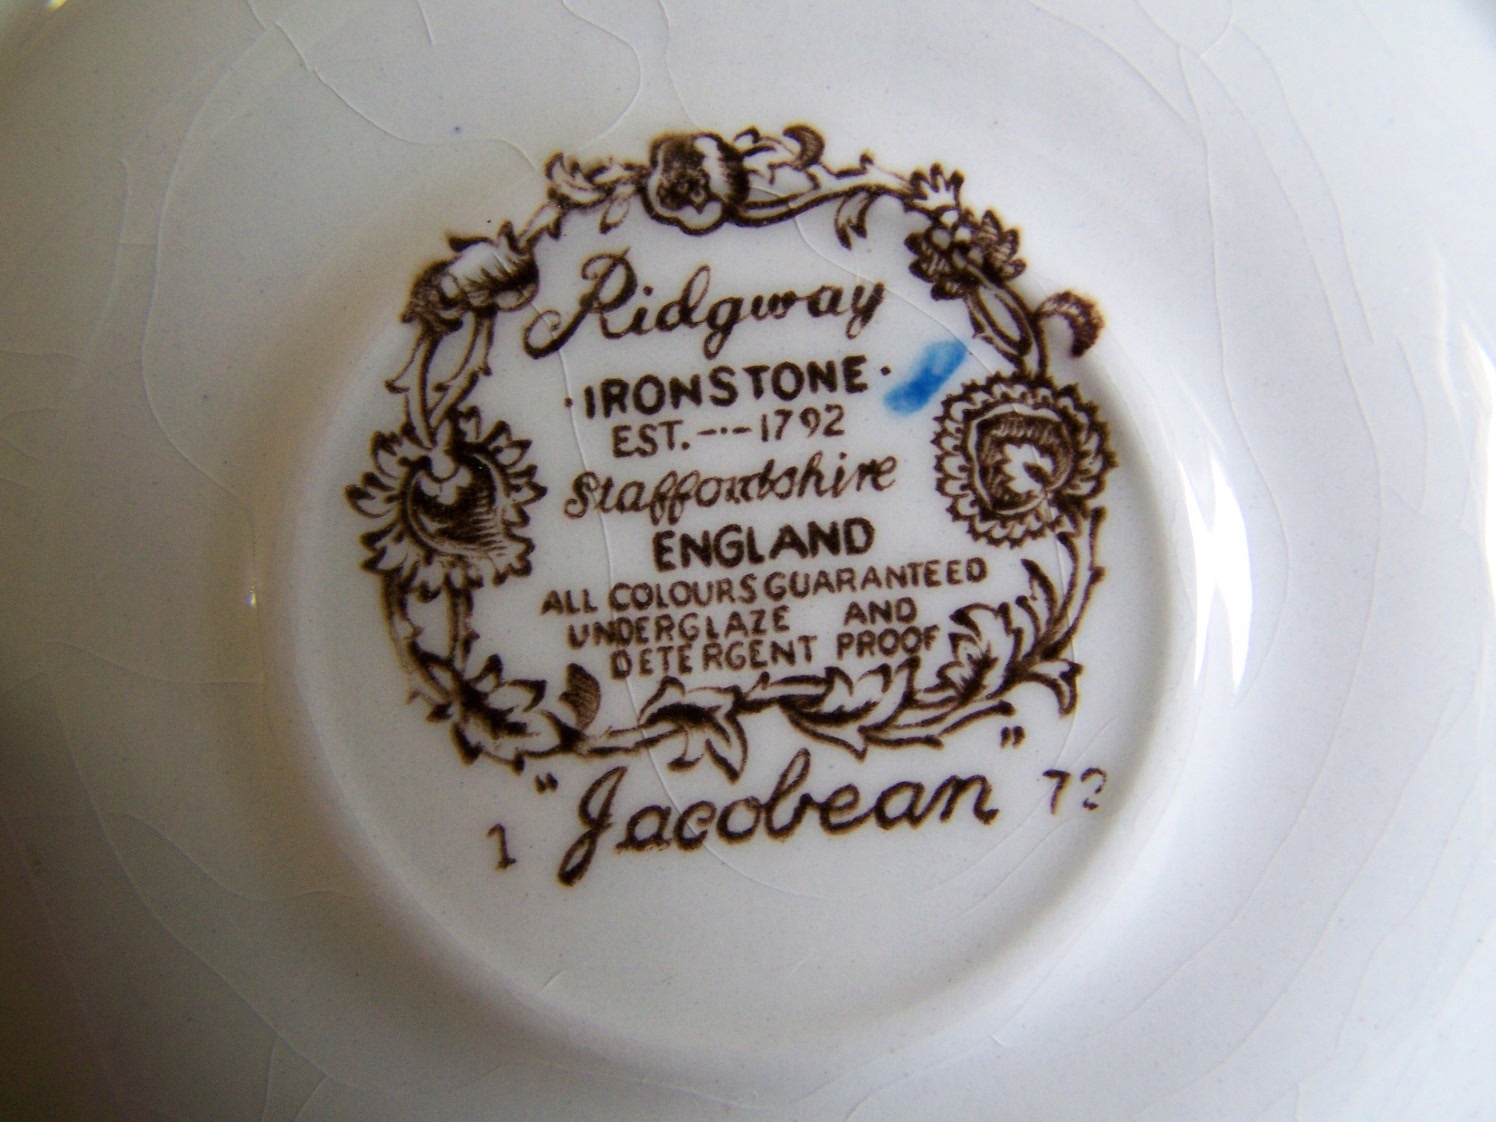 Ridgway
·IRONSTONE·
EST.-·-1792
Staffordshire
ENGLAND
ALL COLOURS GUARANTEED
UNDERGLAZE AND
DETERGENT PROOF
1 "Jacobean" 72